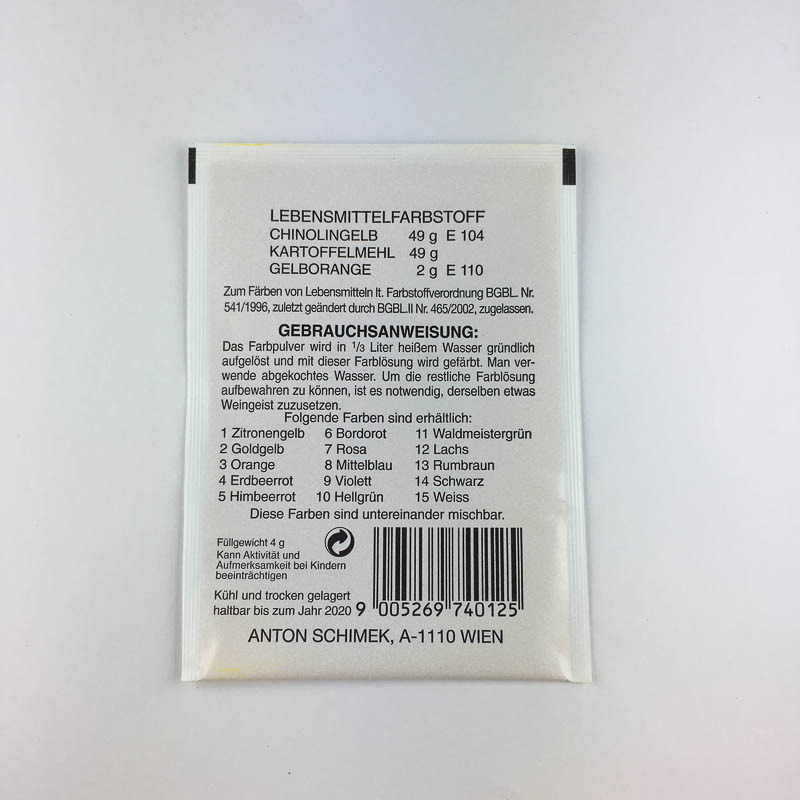 LEBENSMITTELFARBSTOFF
CHINOLINGELB 49 g E 104
KARTOFFELMEHL 49 g
GELBORANGE 2 g E 110
Zum Färben von Lebensmitteln lt. Farbstoffverordnung BGBL. Nr.
541/1996, zuletzt geändert durch BGBL.II Nr. 465/2002, zugelassen.
GEBRAUCHSANWEISUNG:
Das Farbpulver wird in 1/3 Liter heißem Wasser gründlich
aufgelöst und mit dieser Farblösung wird gefärbt. Man ver-
wende abgekochtes Wasser. Um die restliche Farblösung
aufbewahren zu können, ist es notwendig, derselben etwas
Weingeist zuzusetzen.
Folgende Farben sind erhältlich:
1 Zitronengelb 6 Bordorot 11 Waldmeistergrün
2 Goldgelb 7 Rosa 12 Lachs
3 Orange 8 Mittelblau 13 Rumbraun
4 Erdbeerrot 9 Violett 14 Schwarz
5 Himbeerrot 10 Hellgrün 15 Weiss
Diese Farben sind untereinander mischbar.
Füllgewicht 4 g
Kann Aktivität und
Aufmerksamkeit bei Kindern
beeinträchtigen
Kühl und trocken gelagert
haltbar bis zum Jahr 2020
9 005269 740125
ANTON SCHIMEK, A-1110 WIEN